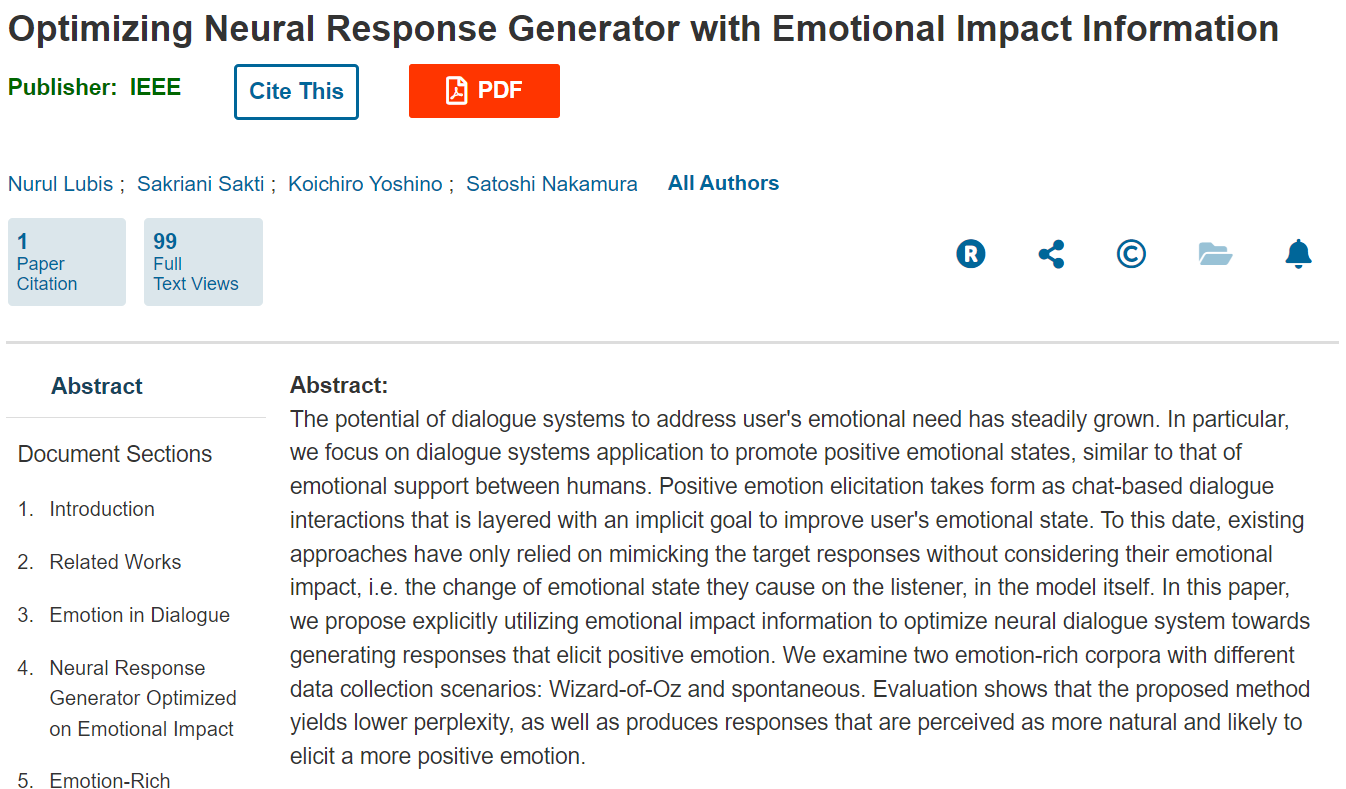 Optimizing Neural Response Generator with Emotional Impact Information
Publisher: IEEE
Cite This
PDF
Nurul Lubis ; Sakriani Sakti ; Koichiro Yoshino ; Satoshi Nakamura All Authors
1
Paper
Citation
99
Full
Text Views
R
©
Abstract
Document Sections
1. Introduction
2. Related Works
3. Emotion in Dialogue
4. Neural Response
Generator Optimized
on Emotional Impact
5. Emotion-Rich
Abstract:
The potential of dialogue systems to address user's emotional need has steadily grown. In particular,
we focus on dialogue systems application to promote positive emotional states, similar to that of
emotional support between humans. Positive emotion elicitation takes form as chat-based dialogue
interactions that is layered with an implicit goal to improve user's emotional state. To this date, existing
approaches have only relied on mimicking the target responses without considering their emotional
impact, i.e. the change of emotional state they cause on the listener, in the model itself. In this paper,
we propose explicitly utilizing emotional impact information to optimize neural dialogue system towards
generating responses that elicit positive emotion. We examine two emotion-rich corpora with different
data collection scenarios: Wizard-of-Oz and spontaneous. Evaluation shows that the proposed method
yields lower perplexity, as well as produces responses that are perceived as more natural and likely to
elicit a more positive emotion.